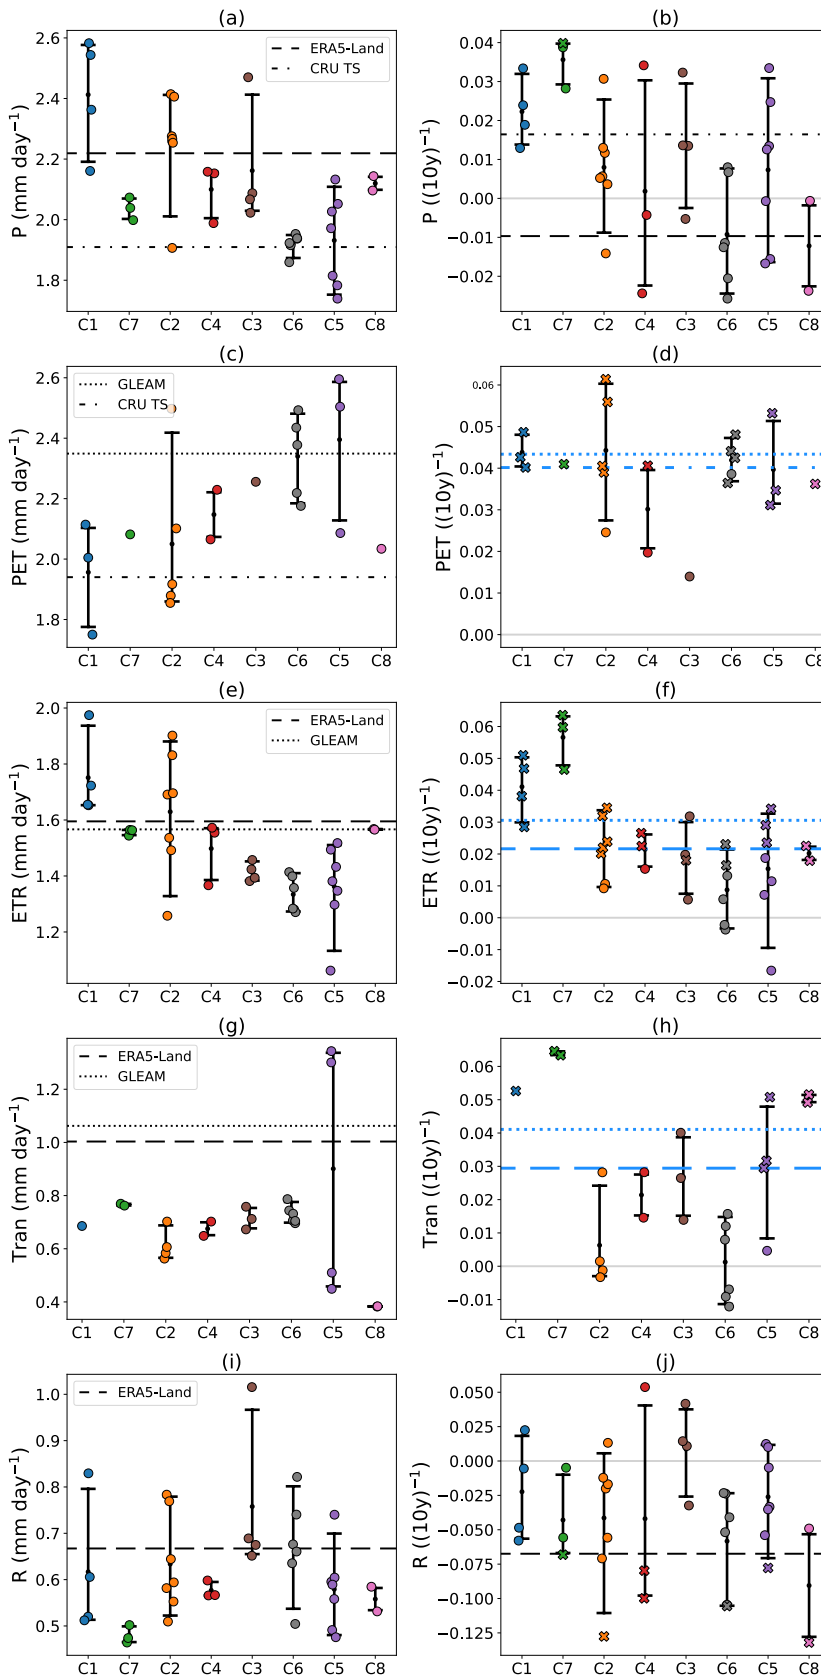 (a)
P (mm day⁻¹)
2.6
2.4
2.2
2.0
1.8
ERA5-Land
CRU TS
C1 C7 C2 C4 C3 C6 C5 C8
(b)
P ((10y)⁻¹)
0.04
0.03
0.02
0.01
0.00
−0.01
−0.02
C1 C7 C2 C4 C3 C6 C5 C8
(c)
PET (mm day⁻¹)
2.6
2.4
2.2
2.0
1.8
GLEAM
CRU TS
C1 C7 C2 C4 C3 C6 C5 C8
(d)
PET ((10y)⁻¹)
0.06
0.05
0.04
0.03
0.02
0.01
0.00
C1 C7 C2 C4 C3 C6 C5 C8
(e)
ETR (mm day⁻¹)
2.0
1.8
1.6
1.4
1.2
ERA5-Land
GLEAM
C1 C7 C2 C4 C3 C6 C5 C8
(f)
ETR ((10y)⁻¹)
0.06
0.05
0.04
0.03
0.02
0.01
0.00
−0.01
−0.02
C1 C7 C2 C4 C3 C6 C5 C8
(g)
Tran (mm day⁻¹)
1.2
1.0
0.8
0.6
0.4
ERA5-Land
GLEAM
C1 C7 C2 C4 C3 C6 C5 C8
(h)
Tran ((10y)⁻¹)
0.06
0.05
0.04
0.03
0.02
0.01
0.00
−0.01
C1 C7 C2 C4 C3 C6 C5 C8
(i)
R (mm day⁻¹)
1.0
0.9
0.8
0.7
0.6
0.5
ERA5-Land
C1 C7 C2 C4 C3 C6 C5 C8
(j)
R ((10y)⁻¹)
0.050
0.025
0.000
−0.025
−0.050
−0.075
−0.100
−0.125
C1 C7 C2 C4 C3 C6 C5 C8